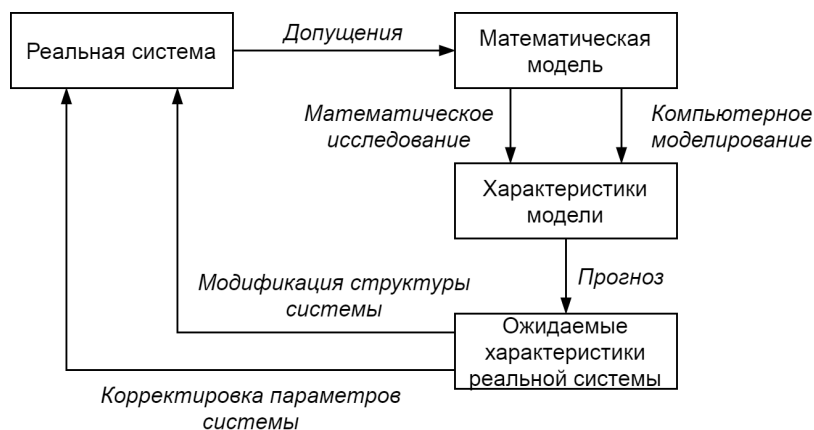 Реальная система
Допущения
Математическая
модель
Математическое
исследование
Компьютерное
моделирование
Характеристики
модели
Прогноз
Модификация структуры
системы
Ожидаемые
характеристики
реальной системы
Корректировка параметров
системы